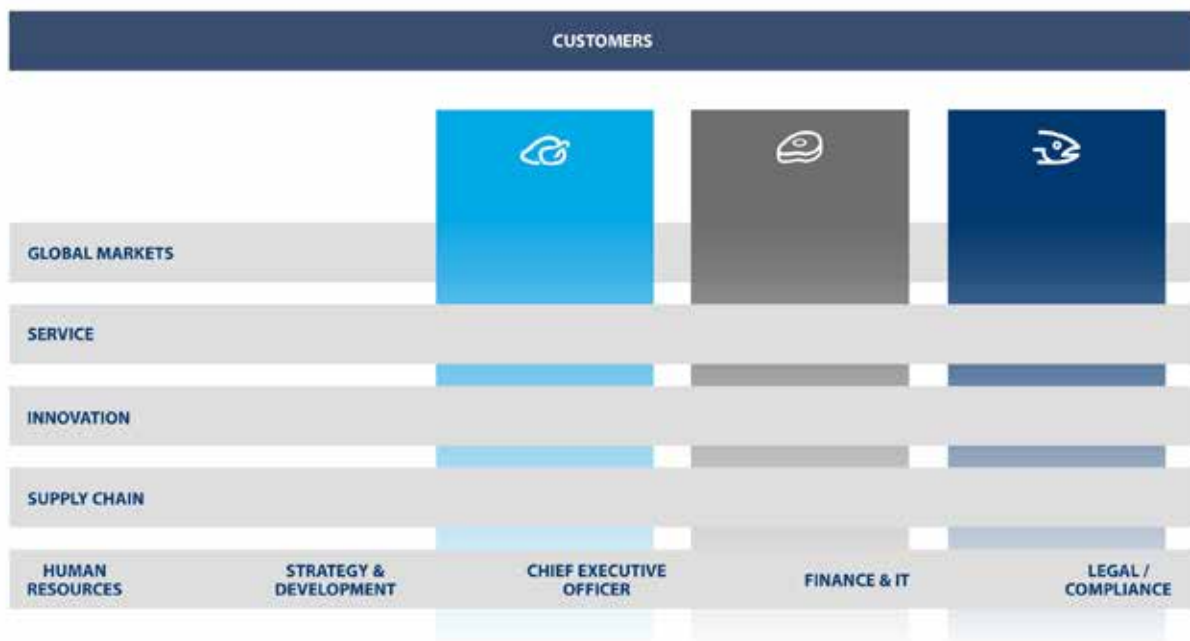 CUSTOMERS
GLOBAL MARKETS
SERVICE
INNOVATION
SUPPLY CHAIN
HUMAN
RESOURCES
STRATEGY &
DEVELOPMENT
CHIEF EXECUTIVE
OFFICER
FINANCE & IT
LEGAL /
COMPLIANCE